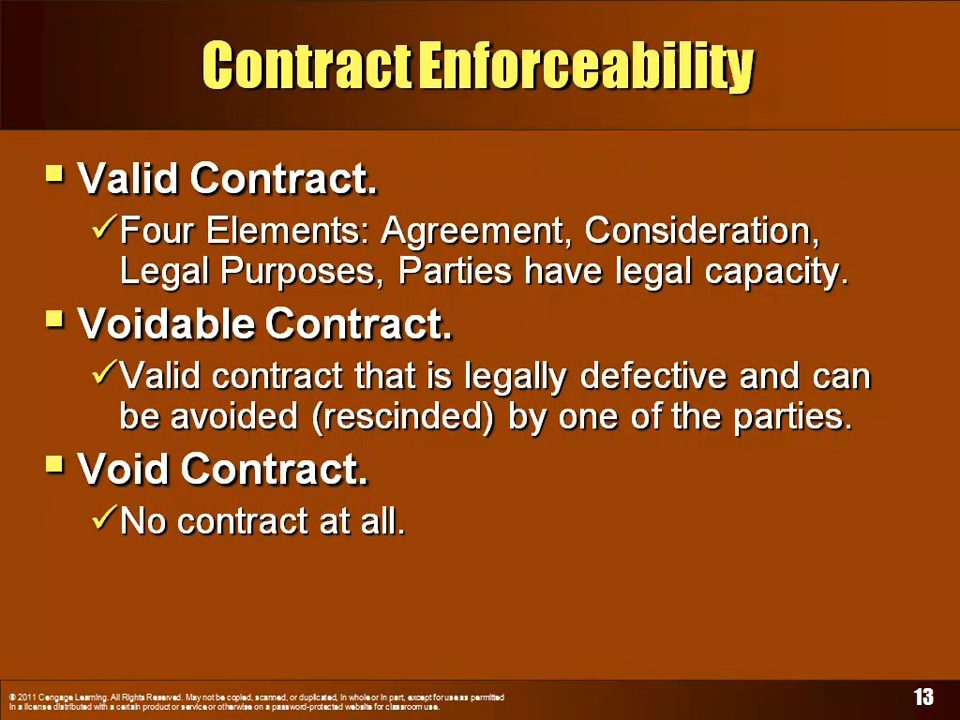 Contract Enforceability
Valid Contract.
Four Elements: Agreement, Consideration,
Legal Purposes, Parties have legal capacity.
Voidable Contract.
Valid contract that is legally defective and can
be avoided (rescinded) by one of the parties.
Void Contract.
No contract at all.
© 2011 Cengage Learning. All Rights Reserved. May not be copied, scanned, or duplicated, in whole or in part, except for use as permitted
in a license distributed with a certain product or service or otherwise on a password-protected website for classroom use.
13